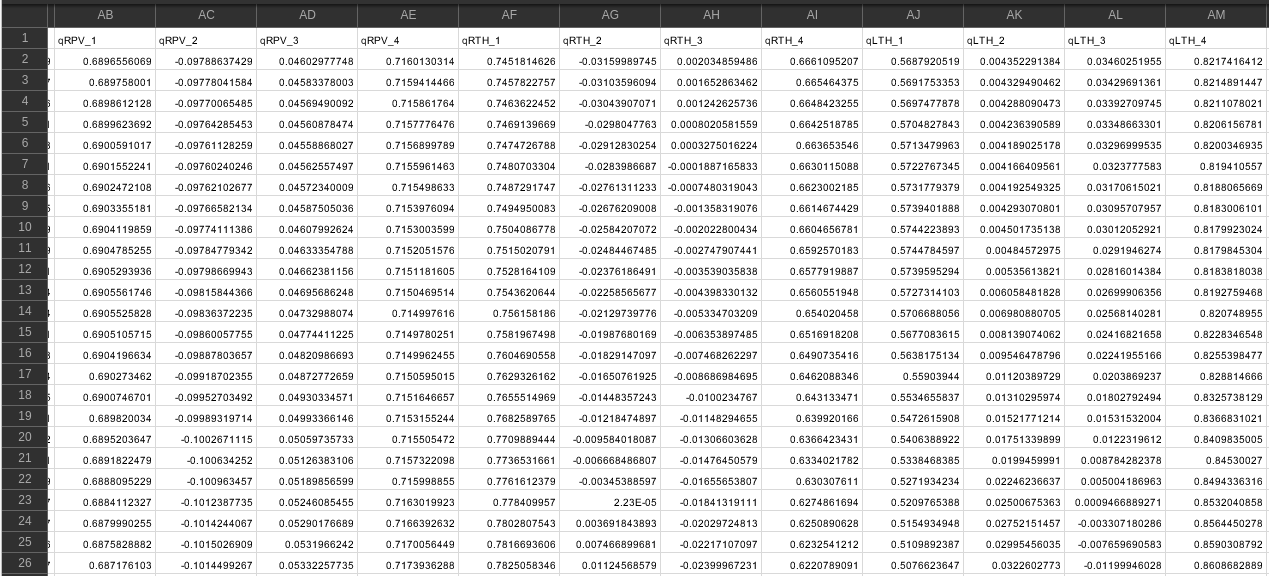 AB AC AD AE AF AG AH AI AJ AK AL AM
1 qRPV_1 qRPV_2 qRPV_3 qRPV_4 qRTH_1 qRTH_2 qRTH_3 qRTH_4 qLTH_1 qLTH_2 qLTH_3 qLTH_4
2 0.6896556069 -0.09788637429 0.04602977748 0.7160130314 0.7451814626 -0.03159989745 0.002034859486 0.6661095207 0.5687920519 0.004352291384 0.03460251955 0.8217416412
3 0.689758001 -0.09778041584 0.04583378003 0.7159414466 0.7457822757 -0.03103596094 0.001652863462 0.665464375 0.5691753353 0.004329490462 0.03429691361 0.8214891447
4 0.6898612128 -0.09770065485 0.04569490092 0.715861764 0.7463622452 -0.03043907071 0.001242625736 0.6648423255 0.5697477878 0.004288090473 0.03392709745 0.8211078021
5 0.6899623692 -0.09764285453 0.04560878474 0.7157776476 0.7469139669 -0.0298047763 0.0008020581559 0.6642518785 0.5704827843 0.004236390589 0.03348663301 0.8206156781
6 0.6900591017 -0.09761128259 0.04558868027 0.7156899789 0.7474726788 -0.02912830254 0.0003275016224 0.663653546 0.5713479963 0.004189025178 0.03296999535 0.8200346935
7 0.6901552241 -0.09760240246 0.04562557497 0.7155961463 0.7480703304 -0.0283986687 -0.0001887165833 0.6630115088 0.5722767345 0.004166409561 0.0323777583 0.819410557
8 0.6902472108 -0.09762102677 0.04572340009 0.715498633 0.7487291747 -0.02761311233 -0.0007480319043 0.6623002185 0.5731779379 0.004192549325 0.03170615021 0.8188065669
9 0.6903355181 -0.09766582134 0.04587505036 0.7153976094 0.7494950083 -0.02676209008 -0.001358319076 0.6614674429 0.5739401888 0.004293070801 0.03095707957 0.8183006101
10 0.6904119859 -0.09774111386 0.04607992624 0.7153003599 0.7504086778 -0.02584207072 -0.002022800434 0.6604656781 0.5744223893 0.004501735138 0.03012052921 0.8179923024
11 0.6904785255 -0.09784779342 0.04633354788 0.7152051576 0.7515020791 -0.02484467485 -0.002747907441 0.6592570183 0.5744784597 0.00484572975 0.0291946274 0.8179845304
12 0.6905293936 -0.09798669943 0.04662381156 0.7151181605 0.7528164109 -0.02376186491 -0.003539035838 0.6577919887 0.5739595294 0.00535613821 0.02816014384 0.8183818038
13 0.6905561746 -0.09815844366 0.04695686248 0.7150469514 0.7543620644 -0.02258565677 -0.004398330132 0.6560551948 0.5727314103 0.006058481828 0.02699906356 0.8192759468
14 0.6905525828 -0.09836372235 0.04732988074 0.714997616 0.756158186 -0.02129739776 -0.005334703209 0.654020458 0.5706688056 0.006980880705 0.02568140281 0.820748955
15 0.6905105715 -0.09860057755 0.04774411225 0.7149780251 0.7581967498 -0.01987680169 -0.006353897485 0.6516918208 0.5677083615 0.008139074062 0.02416821658 0.8228346548
16 0.6904196634 -0.09887803657 0.04820986693 0.7149962455 0.7604690558 -0.01829147097 -0.007468262297 0.6490735416 0.5638175134 0.009546478796 0.02241955166 0.8255398477
17 0.690273462 -0.09918702355 0.04872772659 0.7150595015 0.7629326162 -0.01650761925 -0.008686984695 0.6462088346 0.55903944 0.01120389729 0.0203869237 0.828814666
18 0.6900746701 -0.09952703492 0.04930334571 0.7151646657 0.7655514969 -0.01448357243 -0.0100234767 0.643133471 0.5534655837 0.01310295974 0.01802792494 0.8325738129
19 0.689820034 -0.09989319714 0.04993366146 0.7153155244 0.7682589765 -0.01218474897 -0.01148294655 0.639920166 0.5472615908 0.01521771214 0.01531532004 0.8366831021
20 0.6895203647 -0.1002671115 0.05059735733 0.715505472 0.7709889444 -0.009584018087 -0.01306603628 0.6366423431 0.5406388922 0.01751339899 0.0122319612 0.8409835005
21 0.6891822479 -0.100634252 0.05126383106 0.7157322098 0.7736531661 -0.006668486807 -0.01476450579 0.6334021782 0.5338468385 0.0199459991 0.008784282378 0.84530027
22 0.6888095229 -0.100963457 0.05189856599 0.715998855 0.7761612379 -0.00345388597 -0.01655653807 0.630307611 0.5271934234 0.02246236637 0.005004186963 0.8494336316
23 0.6884112327 -0.1012387735 0.05246085455 0.7163019923 0.778409957 2.23E-05 -0.01841319111 0.6274861694 0.5209765388 0.02500675363 0.0009466889271 0.8532040858
24 0.6879990255 -0.1014244067 0.05290176689 0.7166392632 0.7802807543 0.003691843893 -0.02029724813 0.6250890628 0.5154934948 0.02752151457 -0.003307180286 0.8564450278
25 0.6875828882 -0.1015026909 0.0531966242 0.7170056449 0.7816693606 0.007466899681 -0.02217107097 0.6232541212 0.5109892387 0.02995456035 -0.007659690583 0.8590308792
26 0.687176103 -0.1014499267 0.05332257735 0.7173936288 0.7825058346 0.01124568579 -0.02399967231 0.6220789091 0.5076623647 0.0322602773 -0.01199946028 0.8608682889